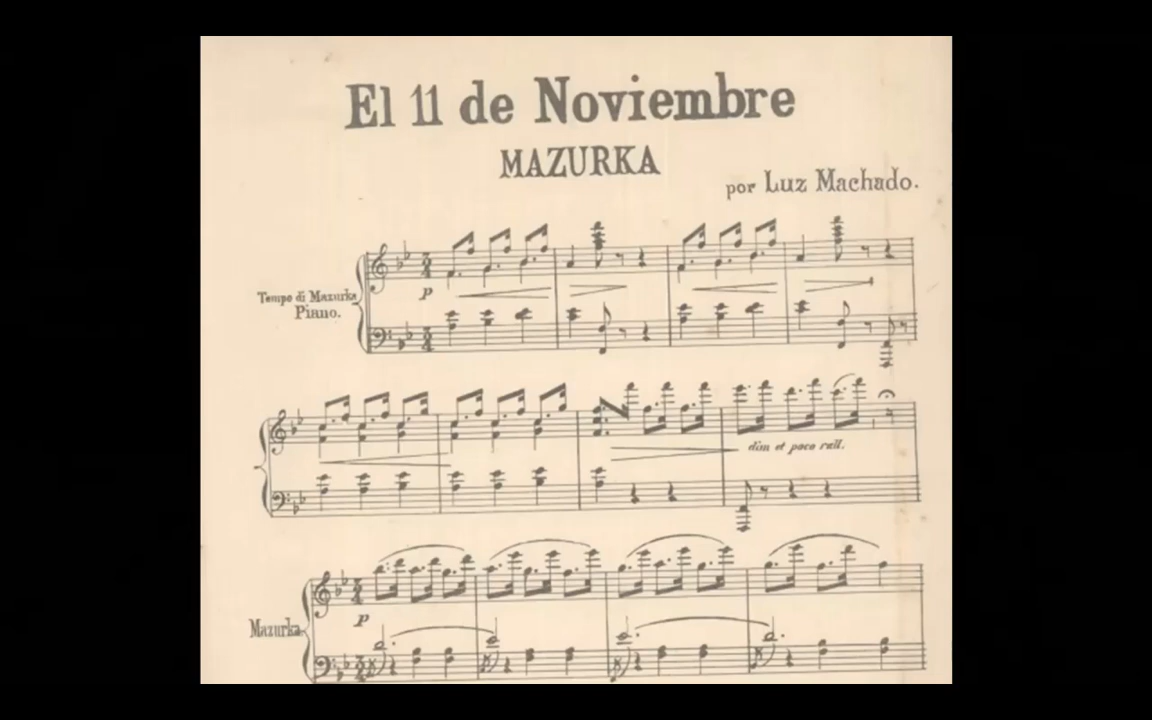 El 11 de Noviembre
MAZURKA
por Luz Machado.
Tempo di Mazurka
Piano.
p
dim et poco rall.
Mazurka
p